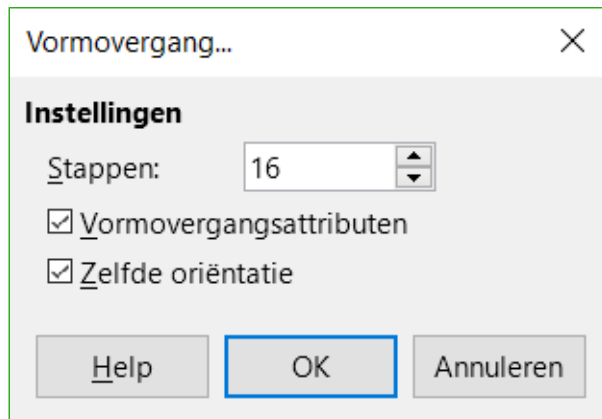 Vormovergang...
Instellingen
Stappen: 16
Vormovergangsattributen
Zelfde oriëntatie
Help OK Annuleren